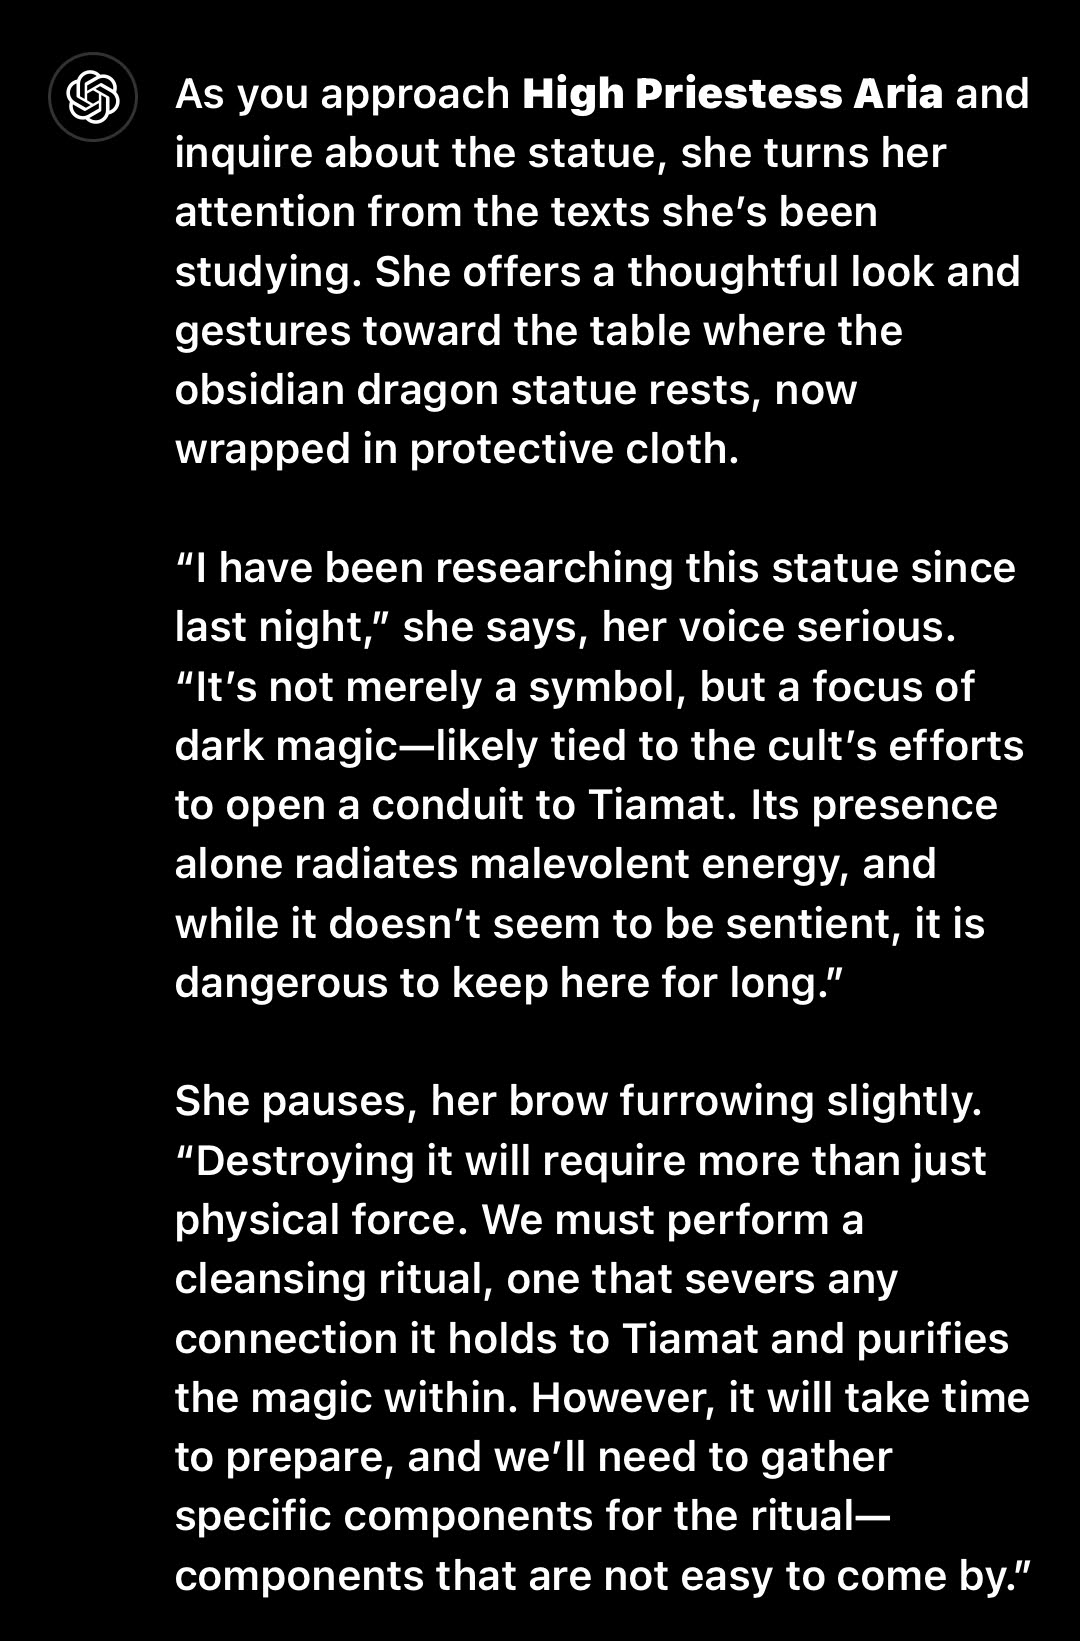 As you approach High Priestess Aria and
inquire about the statue, she turns her
attention from the texts she’s been
studying. She offers a thoughtful look and
gestures toward the table where the
obsidian dragon statue rests, now
wrapped in protective cloth.
“I have been researching this statue since
last night,” she says, her voice serious.
“It’s not merely a symbol, but a focus of
dark magic—likely tied to the cult’s efforts
to open a conduit to Tiamat. Its presence
alone radiates malevolent energy, and
while it doesn’t seem to be sentient, it is
dangerous to keep here for long.”
She pauses, her brow furrowing slightly.
“Destroying it will require more than just
physical force. We must perform a
cleansing ritual, one that severs any
connection it holds to Tiamat and purifies
the magic within. However, it will take time
to prepare, and we’ll need to gather
specific components for the ritual—
components that are not easy to come by.”